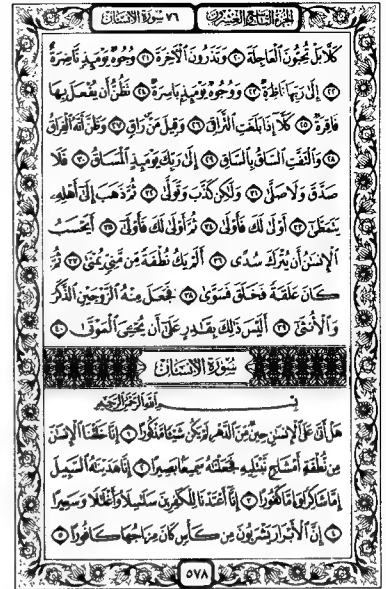 الجزء التاسع والعشرون ٧٦ سورة الإنسان
كَلَّا بَلْ تُحِبُّونَ الْعَاجِلَةَ ٢٠ وَتَذَرُونَ الْآخِرَةَ ٢١ وُجُوهٌ يَوْمَئِذٍ نَّاضِرَةٌ
٢٢ إِلَىٰ رَبِّهَا نَاظِرَةٌ ٢٣ وَوُجُوهٌ يَوْمَئِذٍ بَاسِرَةٌ ٢٤ تَظُنُّ أَن يُفْعَلَ بِهَا
فَاقِرَةٌ ٢٥ كَلَّا إِذَا بَلَغَتِ التَّرَاقِيَ ٢٦ وَقِيلَ مَنْ رَاقٍ ٢٧ وَظَنَّ أَنَّهُ الْفِرَاقُ
٢٨ وَالْتَفَّتِ السَّاقُ بِالسَّاقِ ٢٩ إِلَىٰ رَبِّكَ يَوْمَئِذٍ الْمَسَاقُ ٣٠ فَلَا
صَدَّقَ وَلَا صَلَّىٰ ٣١ وَلَٰكِن كَذَّبَ وَتَوَلَّىٰ ٣٢ ثُمَّ ذَهَبَ إِلَىٰ أَهْلِهِ
يَتَمَطَّىٰ ٣٣ أَوْلَىٰ لَكَ فَأَوْلَىٰ ٣٤ ثُمَّ أَوْلَىٰ لَكَ فَأَوْلَىٰ ٣٥ أَيَحْسَبُ
الْإِنسَانُ أَن يُتْرَكَ سُدًى ٣٦ أَلَمْ يَكُ نُطْفَةً مِّن مَّنِيٍّ يُمْنَىٰ ٣٧ ثُمَّ
كَانَ عَلَقَةً فَخَلَقَ فَسَوَّىٰ ٣٨ فَجَعَلَ مِنْهُ الزَّوْجَيْنِ الذَّكَرَ
وَالْأُنثَىٰ ٣٩ أَلَيْسَ ذَٰلِكَ بِقَادِرٍ عَلَىٰ أَن يُحْيِيَ الْمَوْتَىٰ ٤٠
سُورَةُ الْإِنسَانِ
بِسْمِ اللَّهِ الرَّحْمَٰنِ الرَّحِيمِ
هَلْ أَتَىٰ عَلَى الْإِنسَانِ حِينٌ مِّنَ الدَّهْرِ لَمْ يَكُن شَيْئًا مَّذْكُورًا ١ إِنَّا خَلَقْنَا الْإِنسَانَ
مِن نُّطْفَةٍ أَمْشَاجٍ نَّبْتَلِيهِ فَجَعَلْنَاهُ سَمِيعًا بَصِيرًا ٢ إِنَّا هَدَيْنَاهُ السَّبِيلَ
إِمَّا شَاكِرًا وَإِمَّا كَفُورًا ٣ إِنَّا أَعْتَدْنَا لِلْكَافِرِينَ سَلَاسِلَا وَأَغْلَالًا وَسَعِيرًا
٤ إِنَّ الْأَبْرَارَ يَشْرَبُونَ مِن كَأْسٍ كَانَ مِزَاجُهَا كَافُورًا ٥
٥٧٨